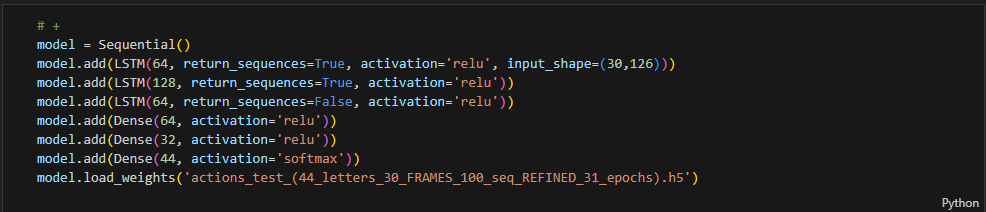 # +
model = Sequential()
model.add(LSTM(64, return_sequences=True, activation='relu', input_shape=(30,126)))
model.add(LSTM(128, return_sequences=True, activation='relu'))
model.add(LSTM(64, return_sequences=False, activation='relu'))
model.add(Dense(64, activation='relu'))
model.add(Dense(32, activation='relu'))
model.add(Dense(44, activation='softmax'))
model.load_weights('actions_test_(44_letters_30_FRAMES_100_seq_REFINED_31_epochs).h5')
Python